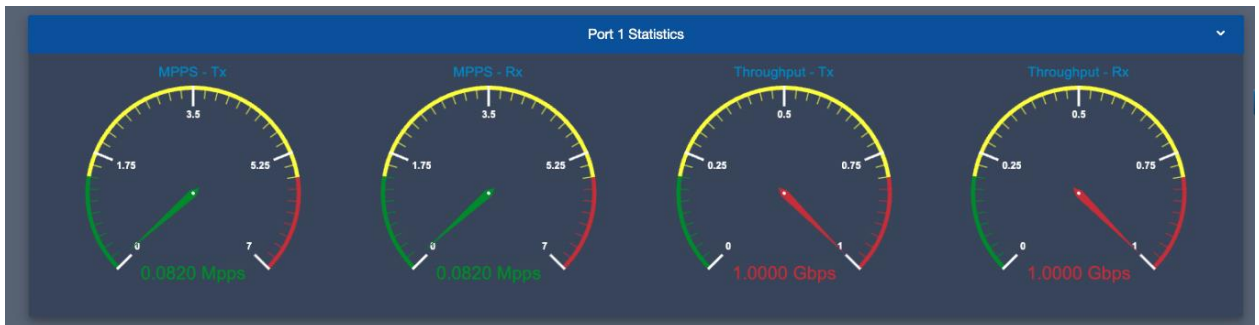 Port 1 Statistics
MPPS - Tx
3.5
1.75
5.25
0
7
0.0820 Mpps
MPPS - Rx
3.5
1.75
5.25
0
7
0.0820 Mpps
Throughput - Tx
0.5
0.25
0.75
0
1
1.0000 Gbps
Throughput - Rx
0.5
0.25
0.75
0
1
1.0000 Gbps